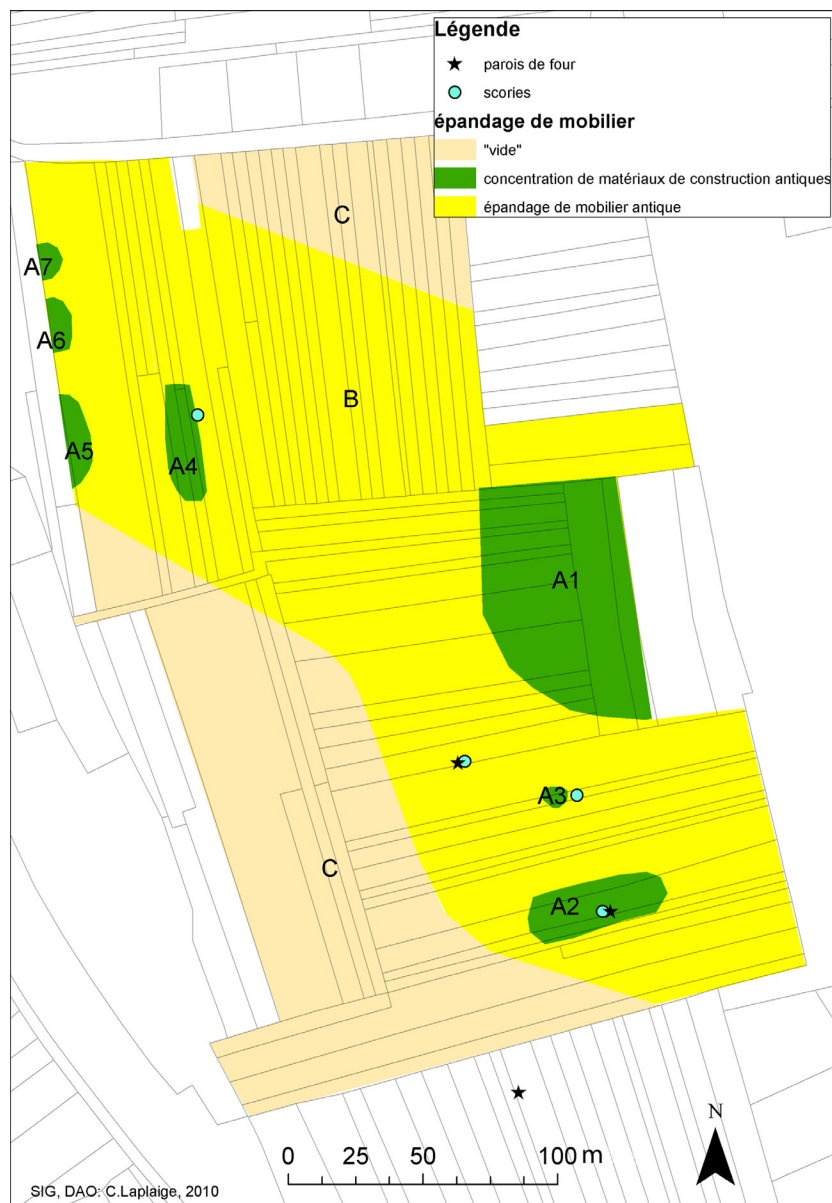 Légende
parois de four
scories
épandage de mobilier
"vide"
concentration de matériaux de construction antiques
épandage de mobilier antique
C
A7
A6
B
A5
A4
A1
A3
C
A2
N
0 25 50 100 m
SIG, DAO: C.Laplaige, 2010